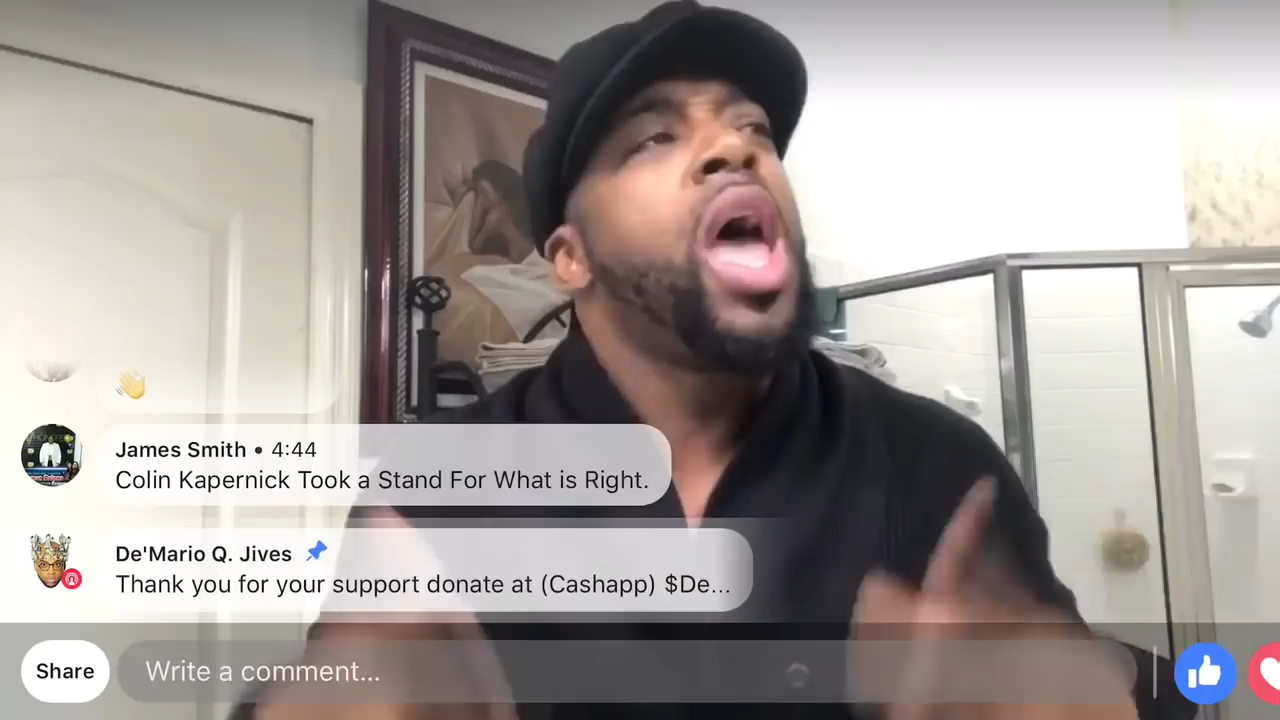 James Smith • 4:44
Colin Kapernick Took a Stand For What is Right.
De'Mario Q. Jives
Thank you for your support donate at (Cashapp) $De...
Share
Write a comment...